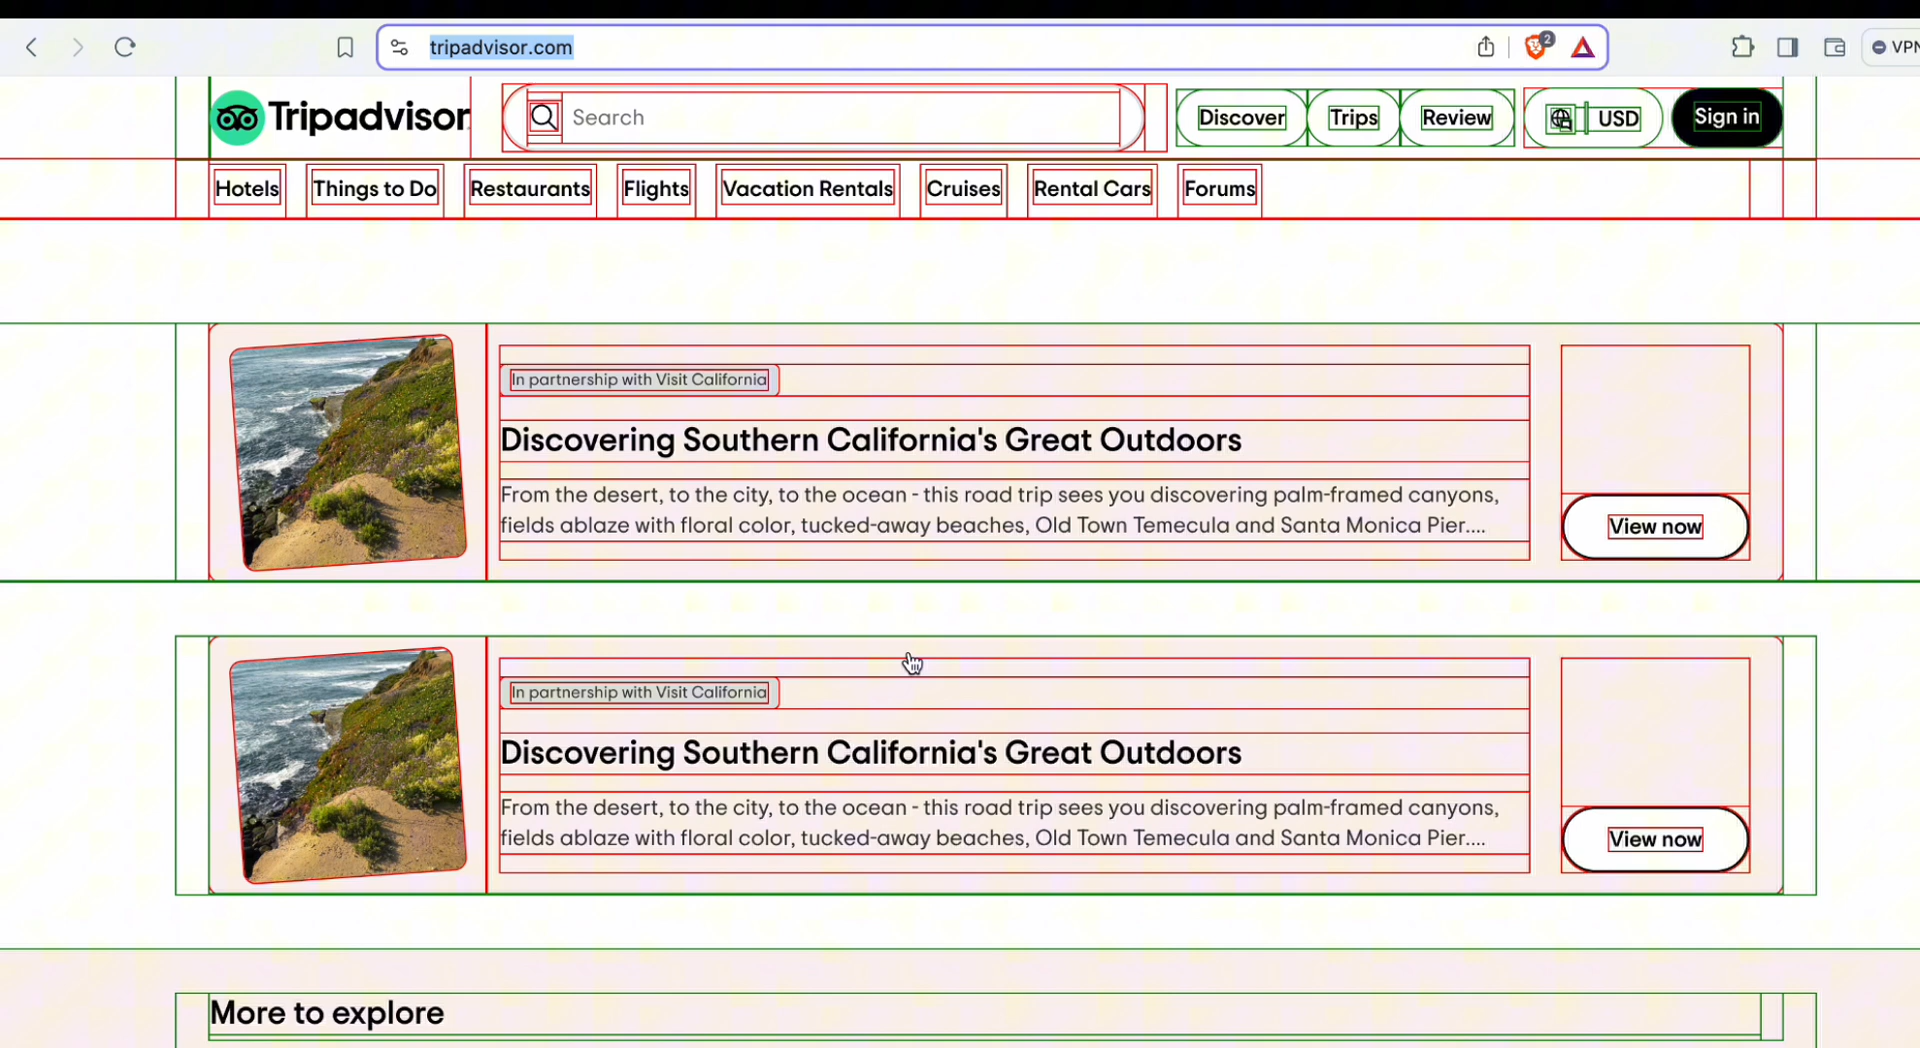 tripadvisor.com
2
VPN
Tripadvisor
Search
Discover
Trips
Review
USD
Sign in
Hotels
Things to Do
Restaurants
Flights
Vacation Rentals
Cruises
Rental Cars
Forums
In partnership with Visit California
Discovering Southern California's Great Outdoors
From the desert, to the city, to the ocean - this road trip sees you discovering palm-framed canyons,
fields ablaze with floral color, tucked-away beaches, Old Town Temecula and Santa Monica Pier....
View now
In partnership with Visit California
Discovering Southern California's Great Outdoors
From the desert, to the city, to the ocean - this road trip sees you discovering palm-framed canyons,
fields ablaze with floral color, tucked-away beaches, Old Town Temecula and Santa Monica Pier....
View now
More to explore